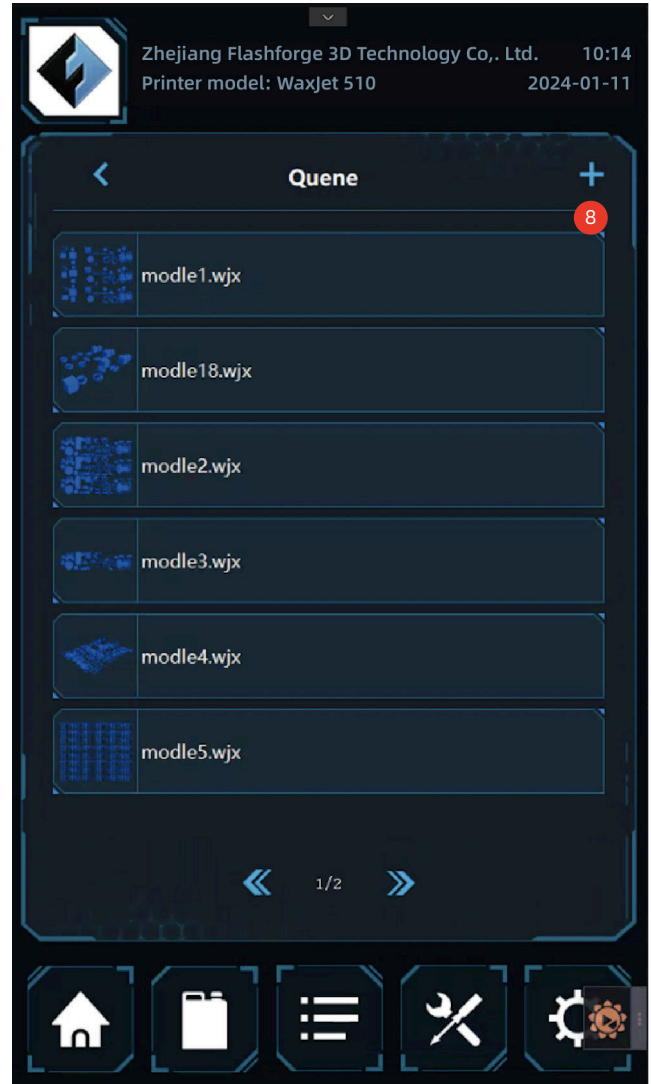 Zhejiang Flashforge 3D Technology Co,. Ltd. 10:14
Printer model: WaxJet 510 2024-01-11
Quene
8
modle1.wjx
modle18.wjx
modle2.wjx
modle3.wjx
modle4.wjx
modle5.wjx
1/2